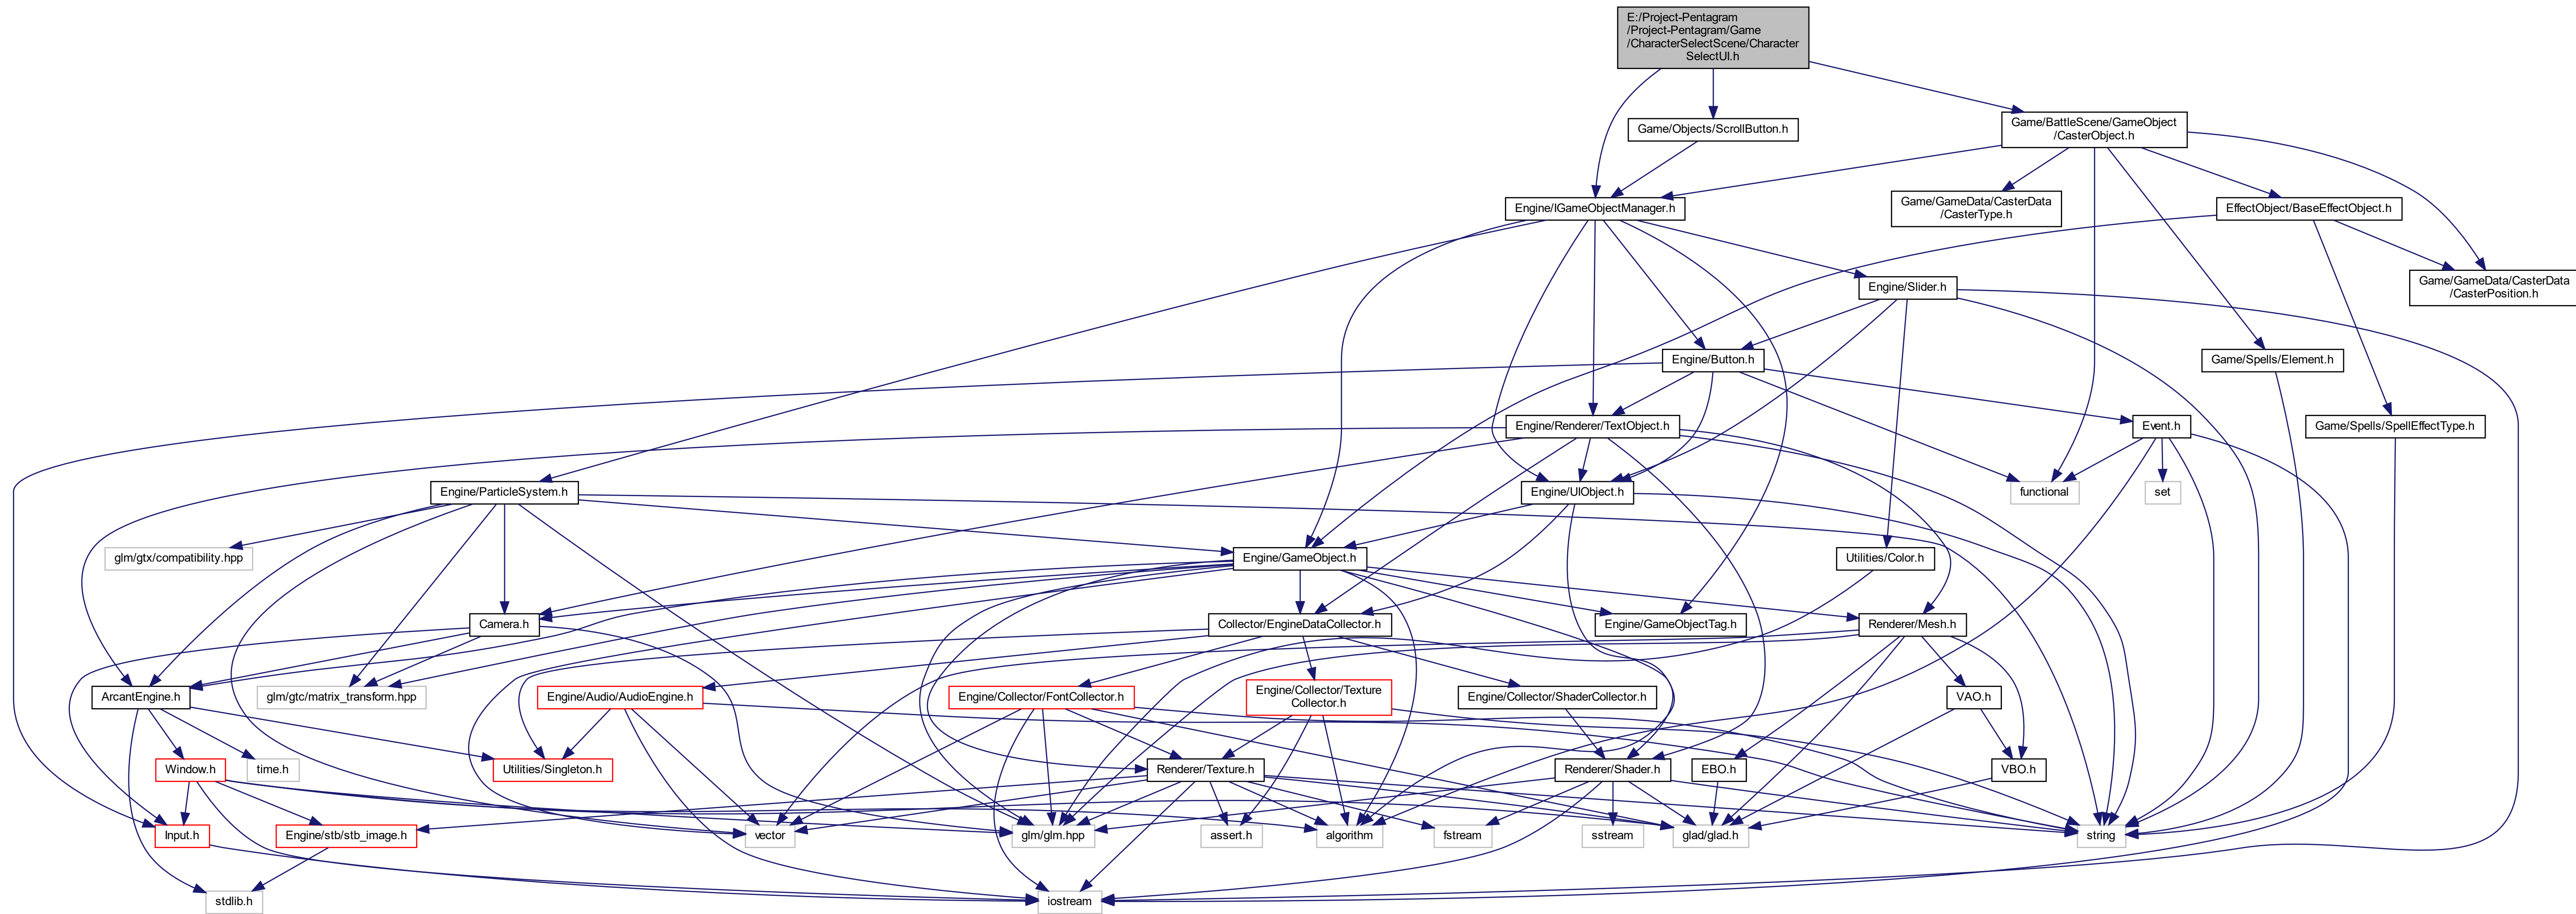 E:/Project-Pentagram
/Project-Pentagram/Game
/CharacterSelectScene/Character
SelectUI.h
Game/Objects/ScrollButton.h
Game/BattleScene/GameObject
/CasterObject.h
Engine/IGameObjectManager.h
Game/GameData/CasterData
/CasterType.h
EffectObject/BaseEffectObject.h
Engine/Slider.h
Game/GameData/CasterData
/CasterPosition.h
Engine/Button.h
Game/Spells/Element.h
Engine/Renderer/TextObject.h
Event.h
Game/Spells/SpellEffectType.h
Engine/ParticleSystem.h
Engine/UIObject.h
functional
set
glm/gtx/compatibility.hpp
Engine/GameObject.h
Utilities/Color.h
Camera.h
Collector/EngineDataCollector.h
Engine/GameObjectTag.h
Renderer/Mesh.h
ArcantEngine.h
glm/gtc/matrix_transform.hpp
Engine/Audio/AudioEngine.h
Engine/Collector/FontCollector.h
Engine/Collector/Texture
Collector.h
Engine/Collector/ShaderCollector.h
VAO.h
Window.h
time.h
Utilities/Singleton.h
Renderer/Texture.h
Renderer/Shader.h
EBO.h
VBO.h
Input.h
Engine/stb/stb_image.h
vector
glm/glm.hpp
assert.h
algorithm
fstream
sstream
glad/glad.h
string
stdlib.h
iostream